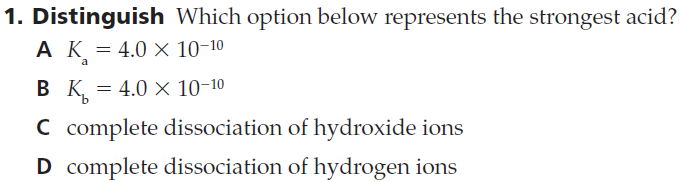 1. Distinguish Which option below represents the strongest acid?
A Kₐ = 4.0 × 10⁻¹⁰
B K_b = 4.0 × 10⁻¹⁰
C complete dissociation of hydroxide ions
D complete dissociation of hydrogen ions